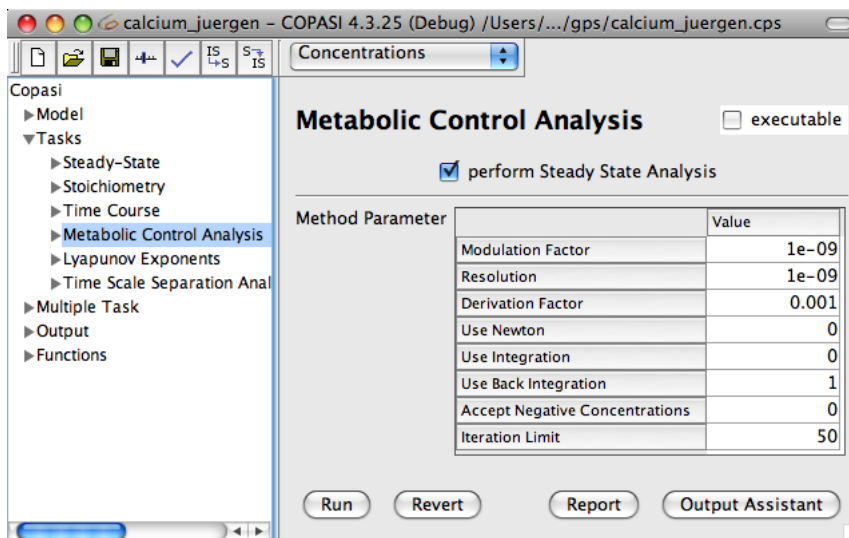 calcium_juergen – COPASI 4.3.25 (Debug) /Users/.../gps/calcium_juergen.cps
IS S
S IS
Concentrations
Copasi
Model
Tasks
Steady-State
Stoichiometry
Time Course
Metabolic Control Analysis
Lyapunov Exponents
Time Scale Separation Anal
Multiple Task
Output
Functions
Metabolic Control Analysis
executable
perform Steady State Analysis
Method Parameter
Value
Modulation Factor 1e-09
Resolution 1e-09
Derivation Factor 0.001
Use Newton 0
Use Integration 0
Use Back Integration 1
Accept Negative Concentrations 0
Iteration Limit 50
Run Revert Report Output Assistant